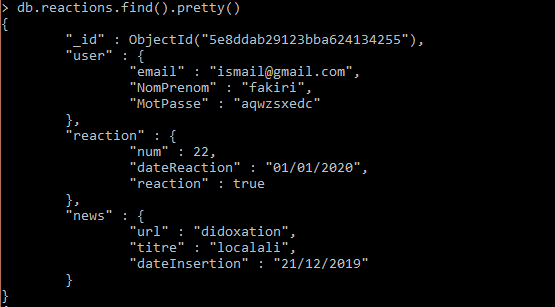 > db.reactions.find().pretty()
{
        "_id" : ObjectId("5e8ddab29123bba624134255"),
        "user" : {
                "email" : "ismail@gmail.com",
                "NomPrenom" : "fakiri",
                "MotPasse" : "aqwzsxedc"
        },
        "reaction" : {
                "num" : 22,
                "dateReaction" : "01/01/2020",
                "reaction" : true
        },
        "news" : {
                "url" : "didoxation",
                "titre" : "localali",
                "dateInsertion" : "21/12/2019"
        }
}